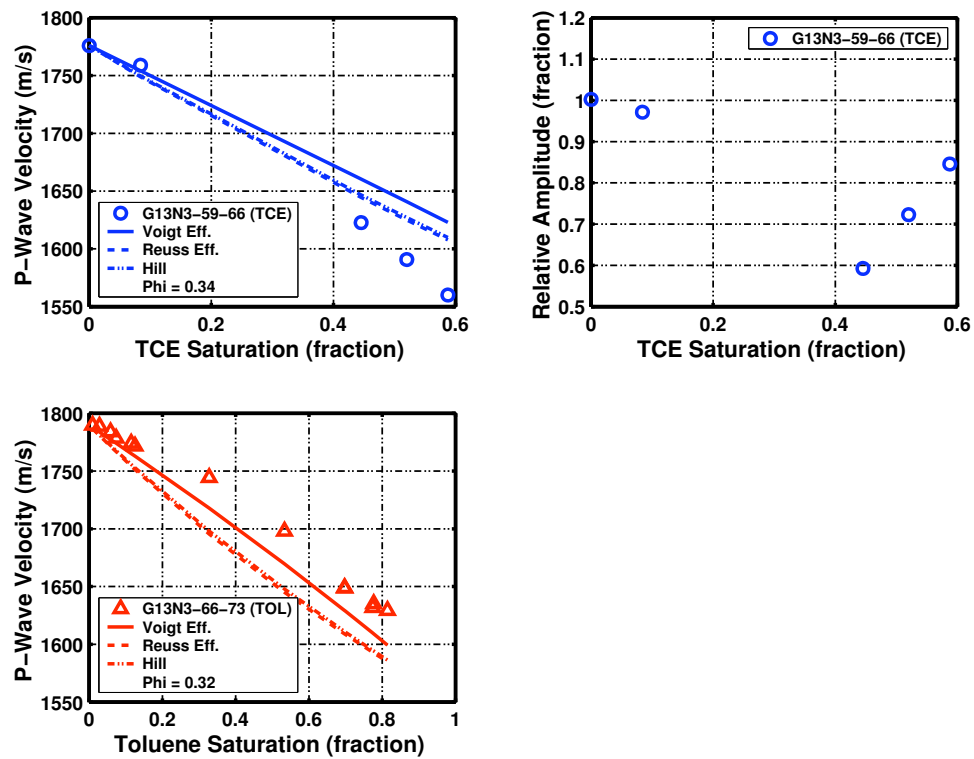 1800
1750
1700
1650
1600
1550
P-Wave Velocity (m/s)
G13N3-59-66 (TCE)
Voigt Eff.
Reuss Eff.
Hill
Phi = 0.34
0 0.2 0.4 0.6
TCE Saturation (fraction)
1.2
1.1
1
0.9
0.8
0.7
0.6
0.5
Relative Amplitude (fraction)
G13N3-59-66 (TCE)
0 0.2 0.4 0.6
TCE Saturation (fraction)
1800
1750
1700
1650
1600
1550
P-Wave Velocity (m/s)
G13N3-66-73 (TOL)
Voigt Eff.
Reuss Eff.
Hill
Phi = 0.32
0 0.2 0.4 0.6 0.8 1
Toluene Saturation (fraction)